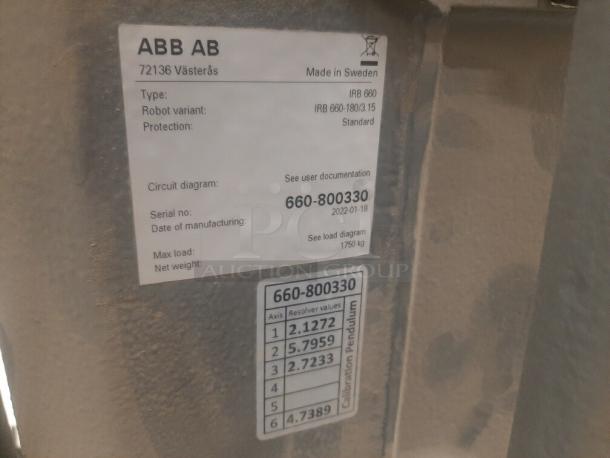 ABB AB
72136 Västerås
Made in Sweden
Type: IRB 660
Robot variant: IRB 660-180/3.15
Protection: Standard
Circuit diagram: See user documentation
Serial no: 660-800330
Date of manufacturing: 2022-01-18
Max load: See load diagram
Net weight: 1750 kg
PCI
AUCTION GROUP
660-800330
Axis Resolver values
1 2.1272
2 5.7959
3 2.7233
4
5
6 4.7389
Calibration Pendulum